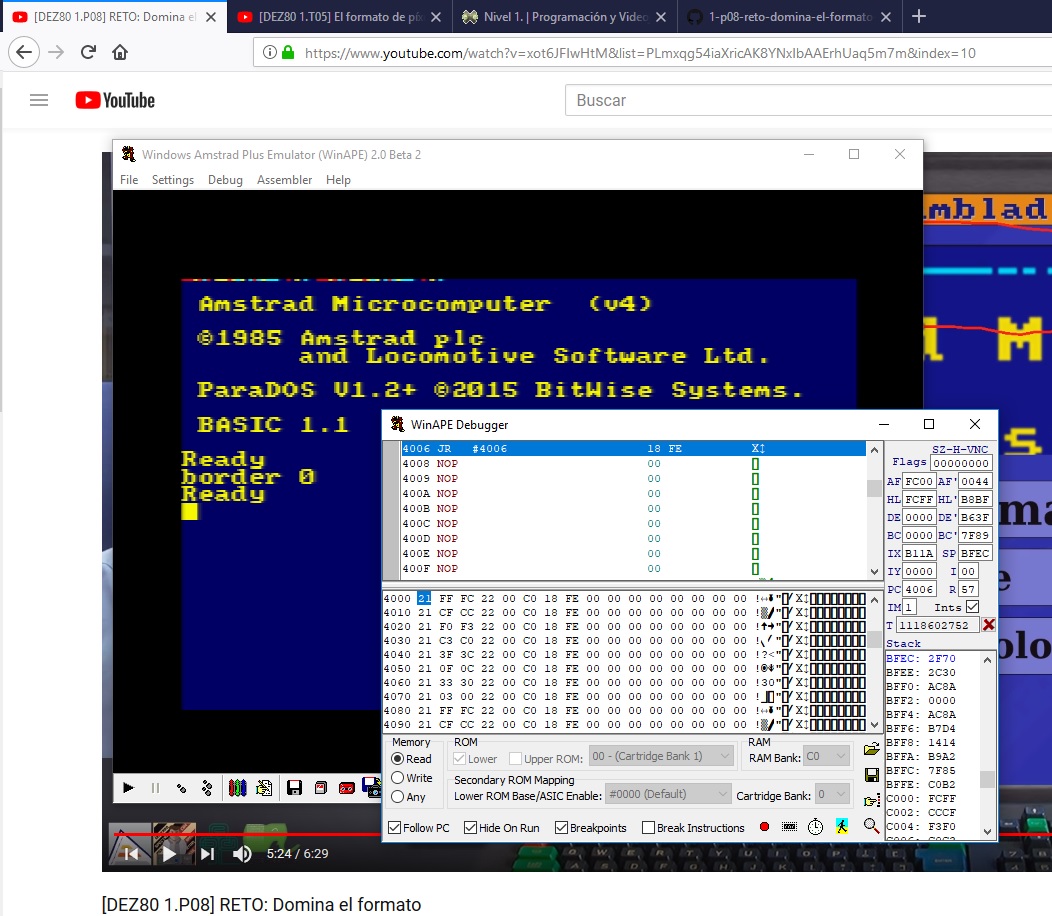 [DEZ80 1.P08] RETO: Domina el
[DEZ80 1.T05] El formato de pí
Nivel 1. | Programación y Video
1-p08-reto-domina-el-formato
https://www.youtube.com/watch?v=xot6JFIwHtM&list=PLmxqg54iaXricAK8YNxIbAAErhUaq5m7m&index=10
YouTube
Buscar
Windows Amstrad Plus Emulator (WinAPE) 2.0 Beta 2
File Settings Debug Assembler Help
Amstrad Microcomputer (v4)
©1985 Amstrad plc
and Locomotive Software Ltd.
ParaDOS V1.2+ ©2015 BitWise Systems.
BASIC 1.1
Ready
border 0
Ready
WinAPE Debugger
4006 JR #4006 18 FE
4008 NOP 00
4009 NOP 00
400A NOP 00
400B NOP 00
400C NOP 00
400D NOP 00
400E NOP 00
400F NOP 00
SZ-H-VNC
Flags 00000000
AF FC00 AF' 0044
HL FCFF HL' B8BF
DE 0000 DE' B63F
BC 0000 BC' 7F89
IX B11A SP BFEC
IY 0000 I 00
PC 4006 R 57
IM 1 Ints
T 1118602752
4000 21 FF FC 22 00 C0 18 FE 00 00 00 00 00 00 00 00
4010 21 CF CC 22 00 C0 18 FE 00 00 00 00 00 00 00 00
4020 21 F0 F3 22 00 C0 18 FE 00 00 00 00 00 00 00 00
4030 21 C3 C0 22 00 C0 18 FE 00 00 00 00 00 00 00 00
4040 21 3F 3C 22 00 C0 18 FE 00 00 00 00 00 00 00 00
4050 21 0F 0C 22 00 C0 18 FE 00 00 00 00 00 00 00 00
4060 21 33 30 22 00 C0 18 FE 00 00 00 00 00 00 00 00
4070 21 03 00 22 00 C0 18 FE 00 00 00 00 00 00 00 00
4080 21 FF FC 22 00 C0 18 FE 00 00 00 00 00 00 00 00
4090 21 CF CC 22 00 C0 18 FE 00 00 00 00 00 00 00 00
Stack
BFEC: 2F70
BFEE: 2C30
BFF0: AC8A
BFF2: 0000
BFF4: AC8A
BFF6: B7D4
BFF8: 1414
BFFA: B9A2
BFFC: 7F85
BFFE: C0B2
C000: FCFF
C002: CCCF
C004: F3F0
Memory
Read
Write
Any
ROM
Lower Upper ROM: 00 - (Cartridge Bank 1)
Secondary ROM Mapping
Lower ROM Base/ASIC Enable: #0000 (Default) Cartridge Bank: 0
RAM
RAM Bank: C0
Follow PC Hide On Run Breakpoints Break Instructions
5:24 / 6:29
[DEZ80 1.P08] RETO: Domina el formato